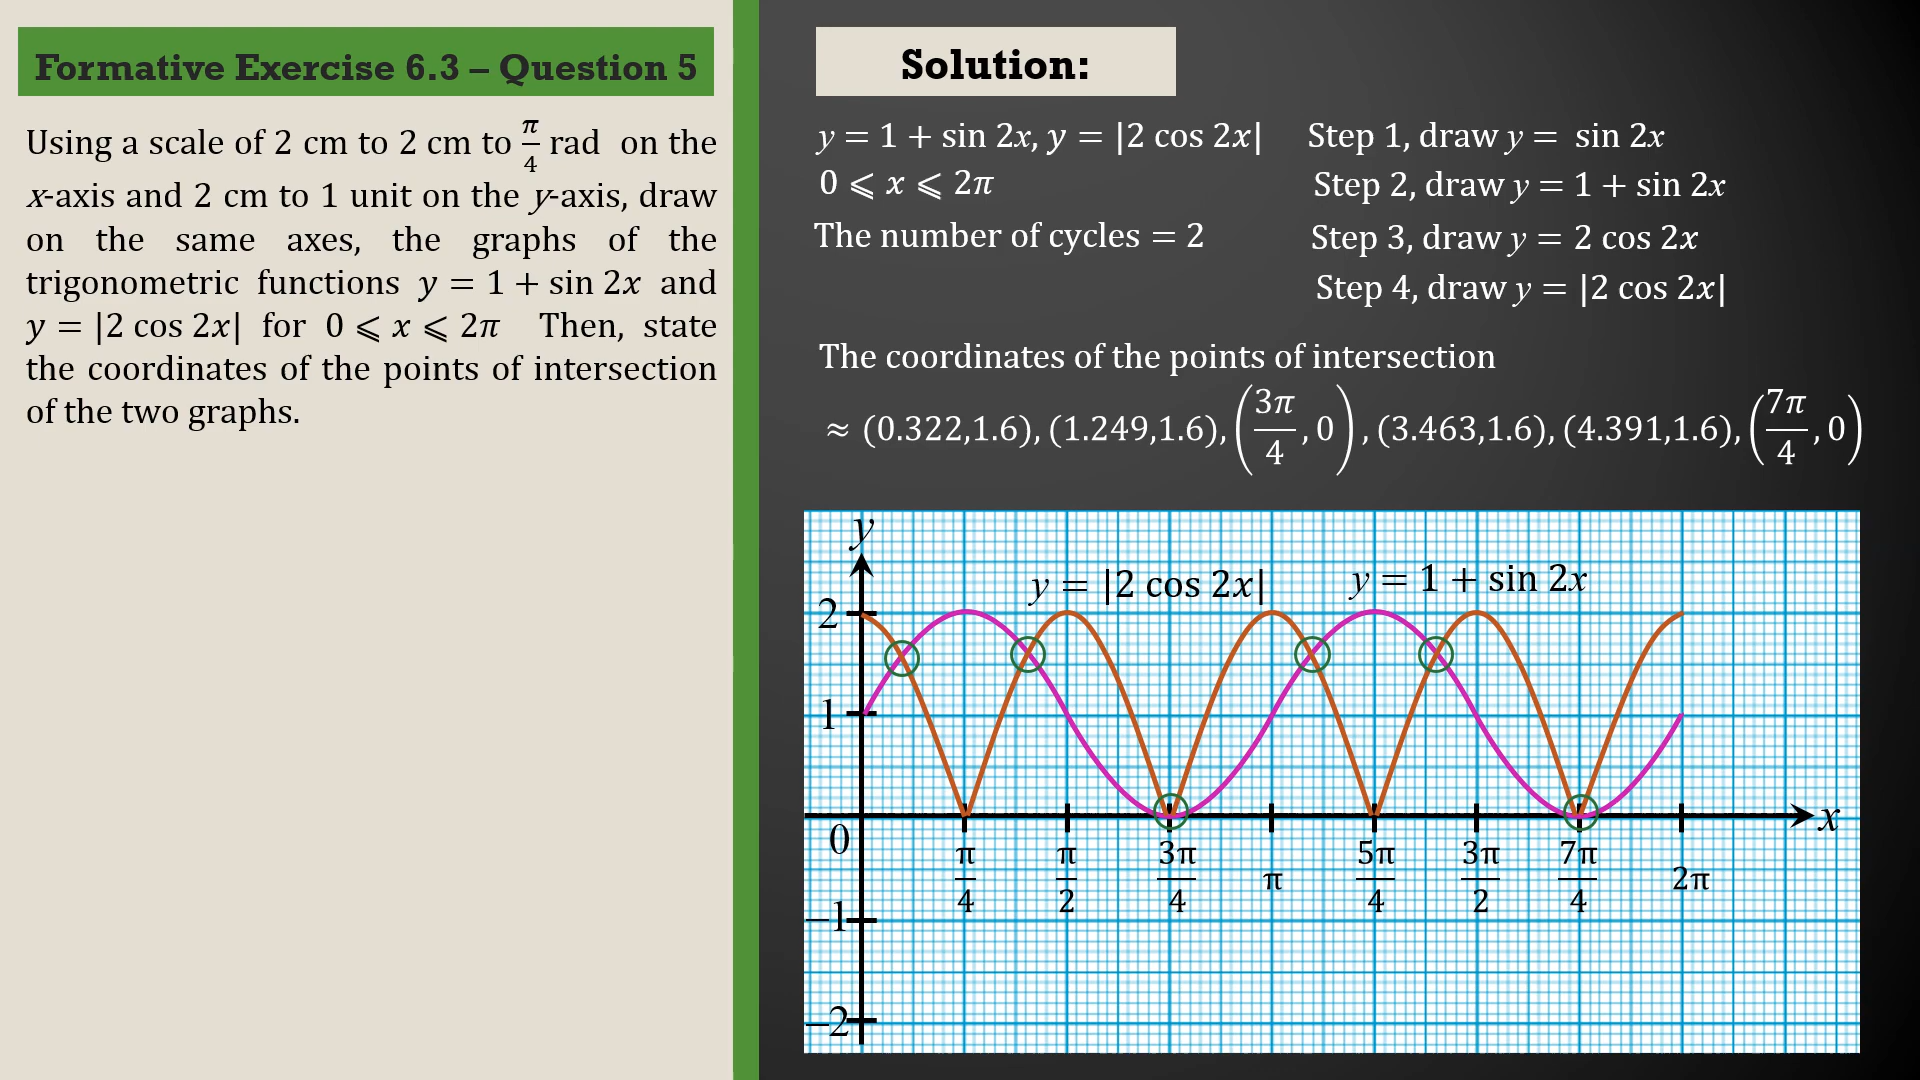 Formative Exercise 6.3 – Question 5
Using a scale of 2 cm to 2 cm to π/4 rad on the
x-axis and 2 cm to 1 unit on the y-axis, draw
on the same axes, the graphs of the
trigonometric functions y = 1 + sin 2x and
y = |2 cos 2x| for 0 ⩽ x ⩽ 2π Then, state
the coordinates of the points of intersection
of the two graphs.
Solution:
y = 1 + sin 2x, y = |2 cos 2x|
0 ⩽ x ⩽ 2π
The number of cycles = 2
Step 1, draw y = sin 2x
Step 2, draw y = 1 + sin 2x
Step 3, draw y = 2 cos 2x
Step 4, draw y = |2 cos 2x|
The coordinates of the points of intersection
≈ (0.322,1.6), (1.249,1.6), (3π/4, 0), (3.463,1.6), (4.391,1.6), (7π/4, 0)
y
y = |2 cos 2x|
y = 1 + sin 2x
2
1
0
x
π/4
π/2
3π/4
π
5π/4
3π/2
7π/4
2π
−1
−2